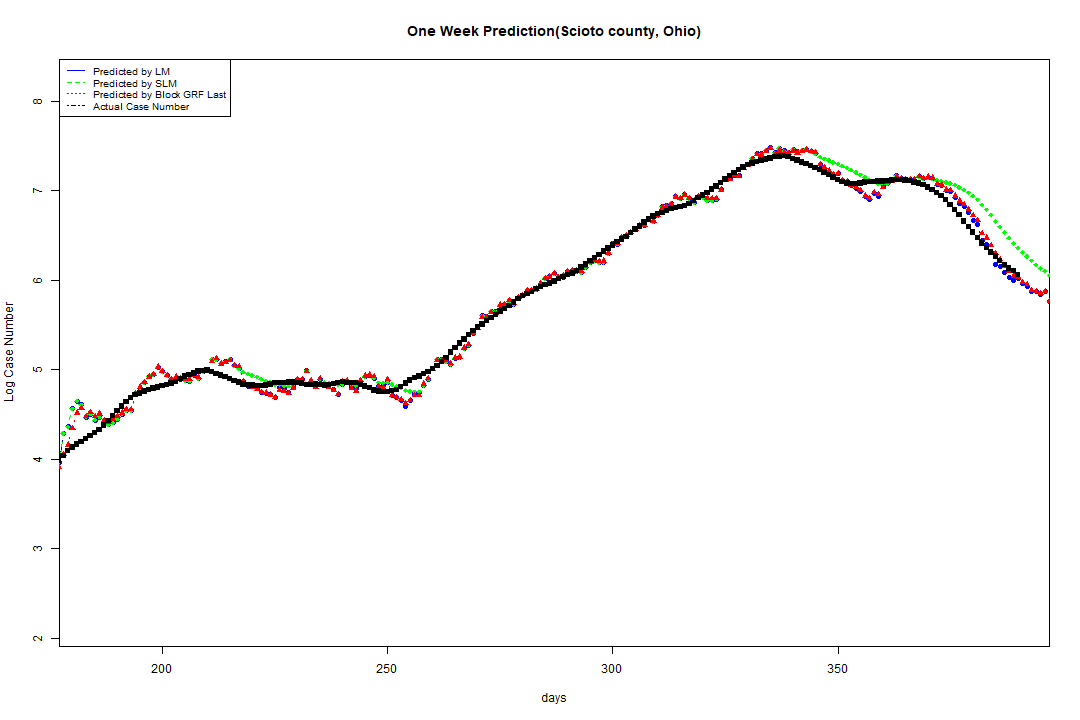 One Week Prediction(Scioto county, Ohio)
Predicted by LM
Predicted by SLM
Predicted by Block GRF Last
Actual Case Number
8
7
6
5
4
3
2
Log Case Number
200
250
300
350
days